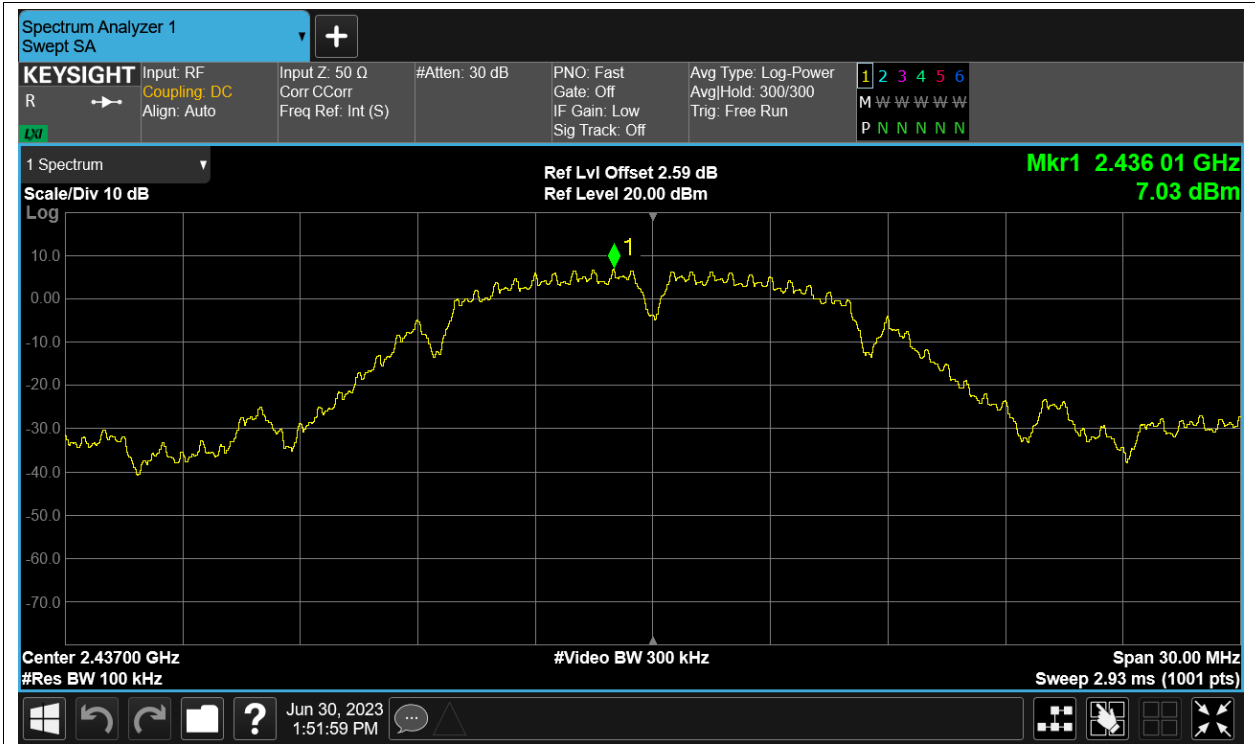 Spectrum Analyzer 1
Swept SA
KEYSIGHT
R
LXI
Input: RF
Coupling: DC
Align: Auto
Input Z: 50 Ω
Corr CCorr
Freq Ref: Int (S)
#Atten: 30 dB
PNO: Fast
Gate: Off
IF Gain: Low
Sig Track: Off
Avg Type: Log-Power
Avg|Hold: 300/300
Trig: Free Run
1 2 3 4 5 6
M W W W W W
P N N N N N
1 Spectrum
Scale/Div 10 dB
Log
Ref Lvl Offset 2.59 dB
Ref Level 20.00 dBm
Mkr1 2.436 01 GHz
7.03 dBm
1
10.0
0.00
-10.0
-20.0
-30.0
-40.0
-50.0
-60.0
-70.0
Center 2.43700 GHz
#Res BW 100 kHz
#Video BW 300 kHz
Span 30.00 MHz
Sweep 2.93 ms (1001 pts)
?
Jun 30, 2023
1:51:59 PM